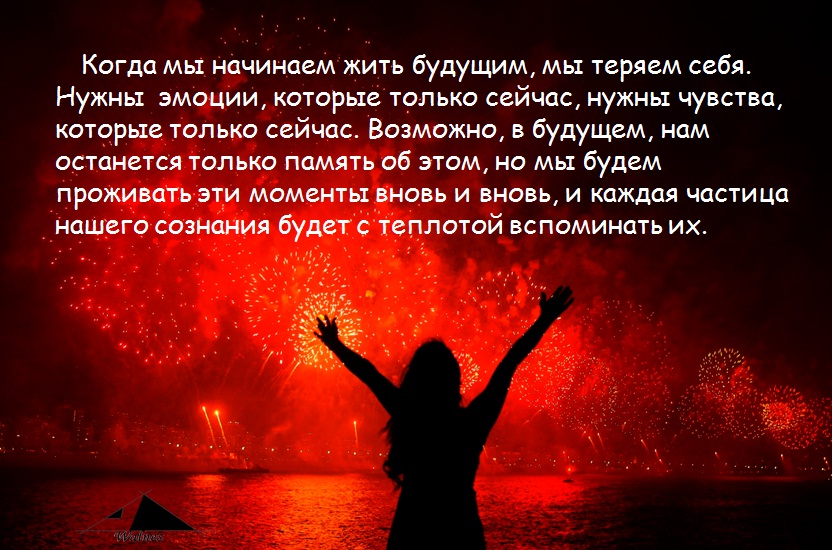 Когда мы начинаем жить будущим, мы теряем себя.
Нужны эмоции, которые только сейчас, нужны чувства,
которые только сейчас. Возможно, в будущем, нам
останется только память об этом, но мы будем
проживать эти моменты вновь и вновь, и каждая частица
нашего сознания будет с теплотой вспоминать их.